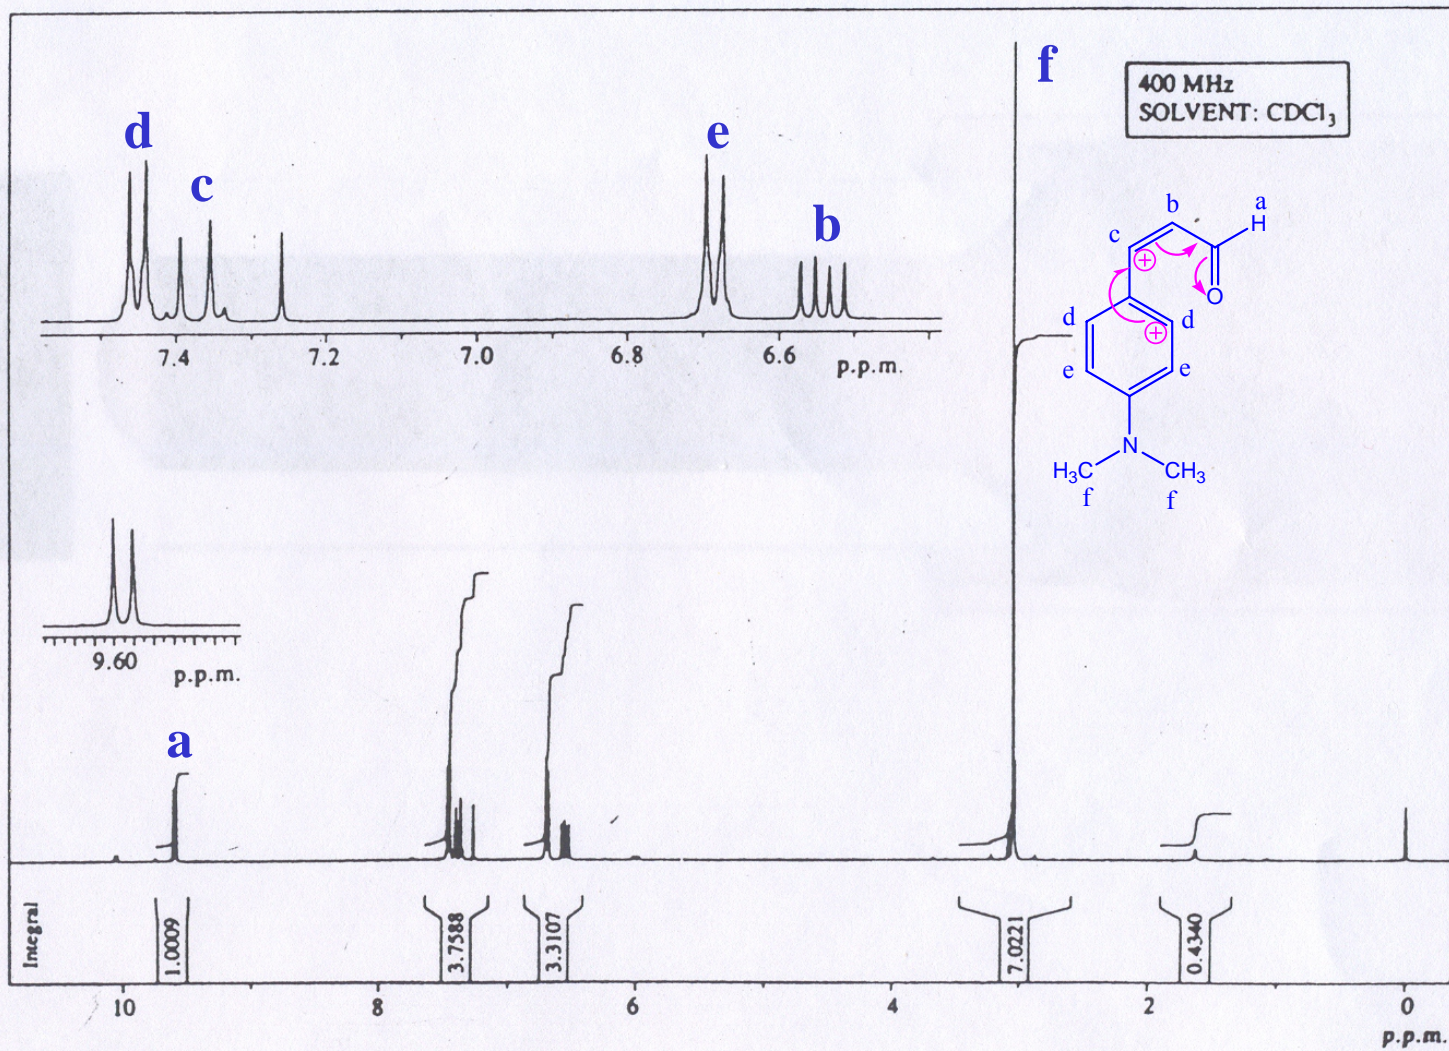 f
400 MHz
SOLVENT: CDCl3
d
c
e
b
7.4 7.2 7.0 6.8 6.6 p.p.m.
b
a
H
c
+
O
d
d
+
e
e
N
H3C
CH3
f
f
9.60
p.p.m.
a
Integral
1.0009
3.7588
3.3107
7.0221
0.4340
10 8 6 4 2 0
p.p.m.